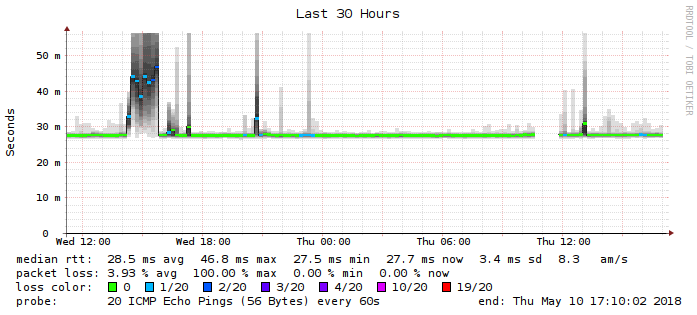 Last 30 Hours
RRDTOOL / TOBI OETIKER
Seconds
50 m
40 m
30 m
20 m
10 m
0
Wed 12:00 Wed 18:00 Thu 00:00 Thu 06:00 Thu 12:00
median rtt: 28.5 ms avg 46.8 ms max 27.5 ms min 27.7 ms now 3.4 ms sd 8.3 am/s
packet loss: 3.93 % avg 100.00 % max 0.00 % min 0.00 % now
loss color: 0 1/20 2/20 3/20 4/20 10/20 19/20
probe: 20 ICMP Echo Pings (56 Bytes) every 60s end: Thu May 10 17:10:02 2018